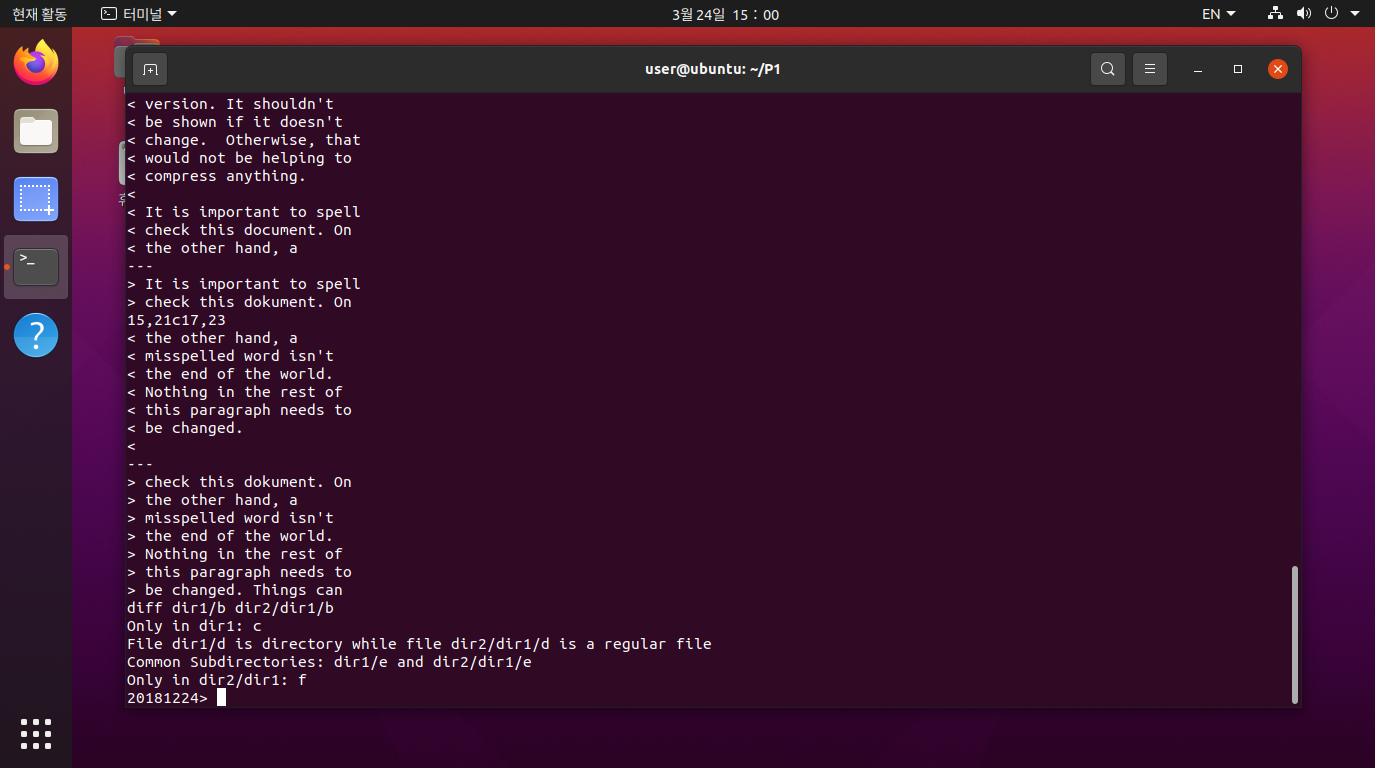 현재 활동 터미널 3월 24일 15 : 00 EN
user@ubuntu: ~/P1
< version. It shouldn't
< be shown if it doesn't
< change.  Otherwise, that
< would not be helping to
< compress anything.
<
< It is important to spell
< check this document. On
< the other hand, a
---
> It is important to spell
> check this dokument. On
15,21c17,23
< the other hand, a
< misspelled word isn't
< the end of the world.
< Nothing in the rest of
< this paragraph needs to
< be changed.
<
---
> check this dokument. On
> the other hand, a
> misspelled word isn't
> the end of the world.
> Nothing in the rest of
> this paragraph needs to
> be changed. Things can
diff dir1/b dir2/dir1/b
Only in dir1: c
File dir1/d is directory while file dir2/dir1/d is a regular file
Common Subdirectories: dir1/e and dir2/dir1/e
Only in dir2/dir1: f
20181224>